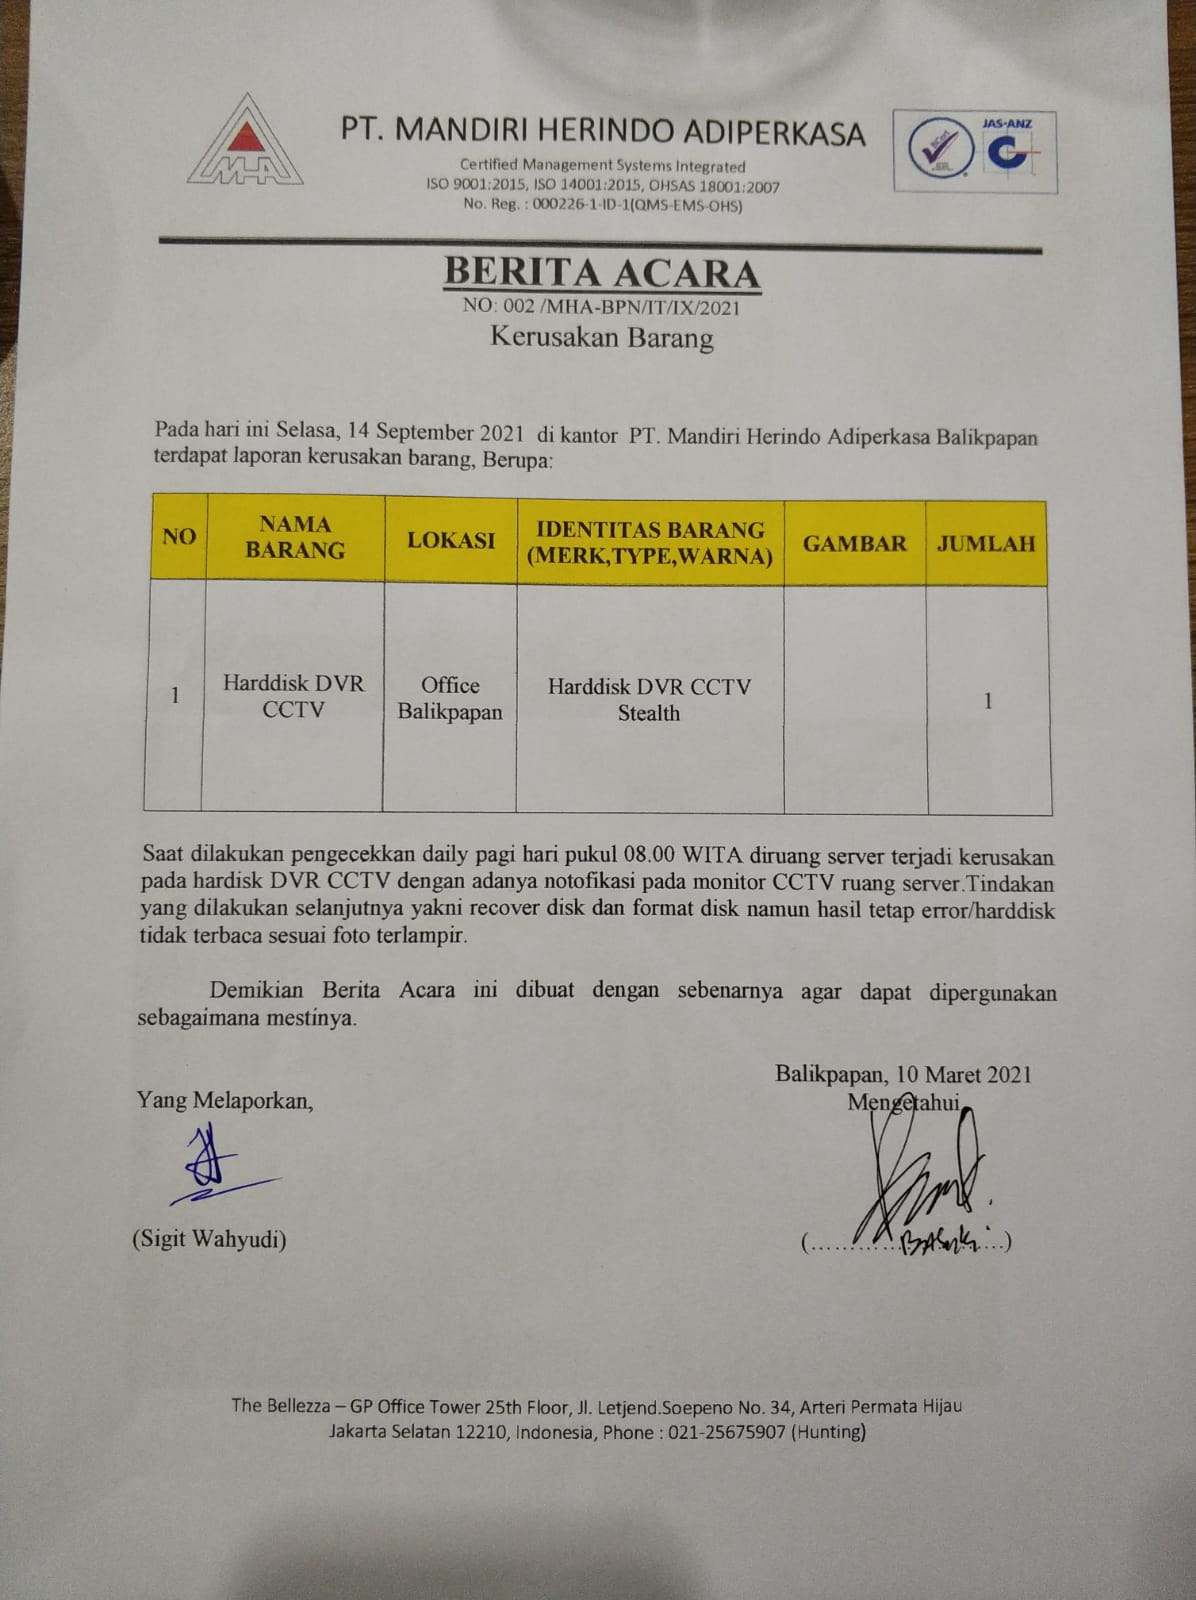 MHA
PT. MANDIRI HERINDO ADIPERKASA
Certified Management Systems Integrated
ISO 9001:2015, ISO 14001:2015, OHSAS 18001:2007
No. Reg. : 000226-1-ID-1(QMS-EMS-OHS)
JAS-ANZ
BERITA ACARA
NO: 002 /MHA-BPN/IT/IX/2021
Kerusakan Barang
Pada hari ini Selasa, 14 September 2021 di kantor PT. Mandiri Herindo Adiperkasa Balikpapan
terdapat laporan kerusakan barang, Berupa:
NO NAMA BARANG LOKASI IDENTITAS BARANG (MERK,TYPE,WARNA) GAMBAR JUMLAH
1 Harddisk DVR CCTV Office Balikpapan Harddisk DVR CCTV Stealth 1
Saat dilakukan pengecekkan daily pagi hari pukul 08.00 WITA diruang server terjadi kerusakan
pada hardisk DVR CCTV dengan adanya notofikasi pada monitor CCTV ruang server.Tindakan
yang dilakukan selanjutnya yakni recover disk dan format disk namun hasil tetap error/harddisk
tidak terbaca sesuai foto terlampir.
Demikian Berita Acara ini dibuat dengan sebenarnya agar dapat dipergunakan
sebagaimana mestinya.
Balikpapan, 10 Maret 2021
Yang Melaporkan,
Mengetahui
(Sigit Wahyudi)
(..........Basuki....)
The Bellezza – GP Office Tower 25th Floor, Jl. Letjend.Soepeno No. 34, Arteri Permata Hijau
Jakarta Selatan 12210, Indonesia, Phone : 021-25675907 (Hunting)